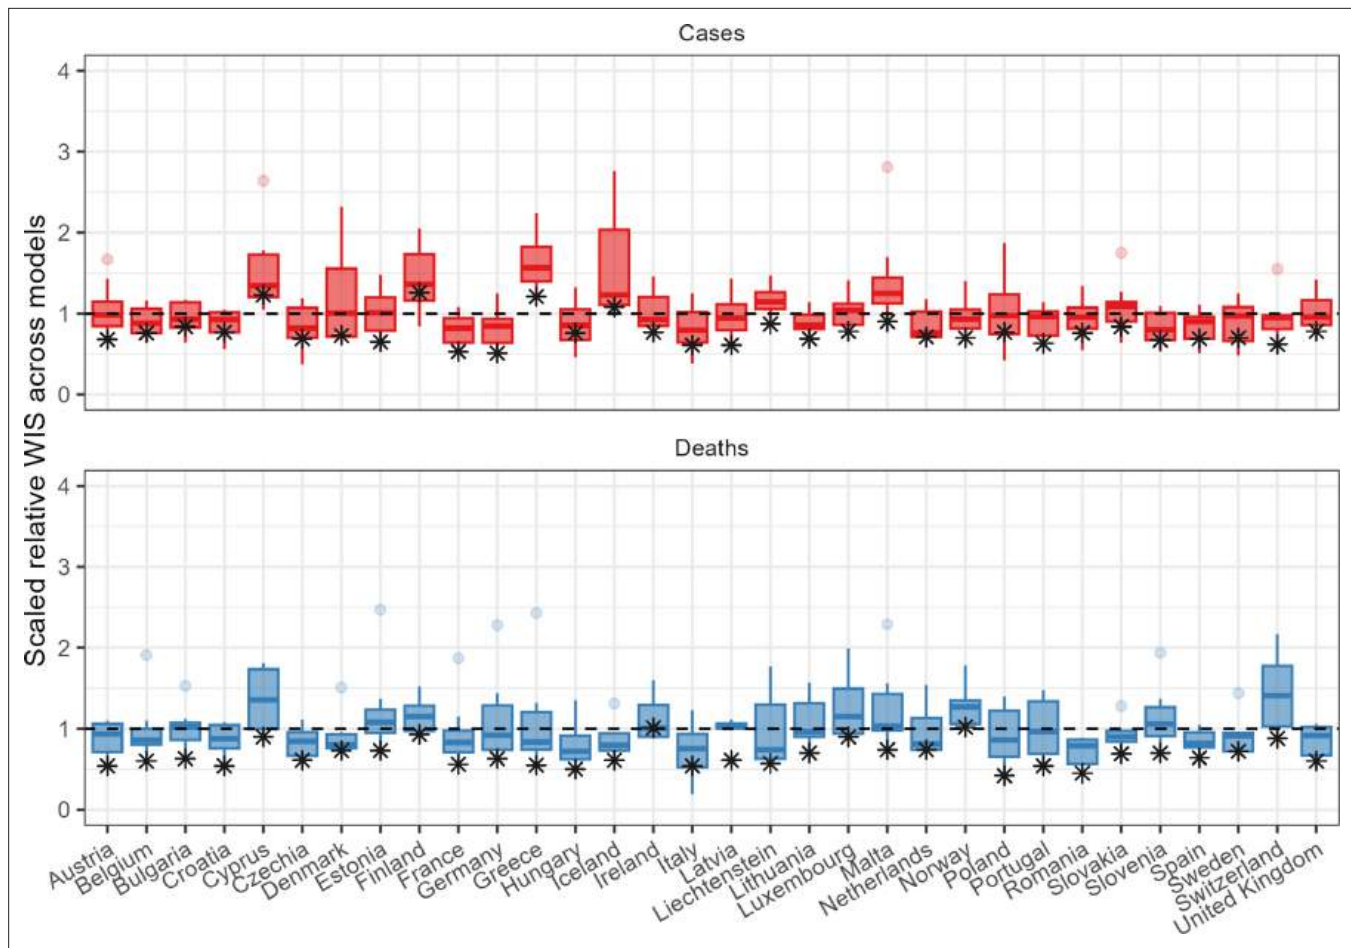 Cases
4
3
2
1
0
Scaled relative WIS across models
Deaths
4
3
2
1
0
Austria
Belgium
Bulgaria
Croatia
Cyprus
Czechia
Denmark
Estonia
Finland
France
Germany
Greece
Hungary
Iceland
Ireland
Italy
Latvia
Liechtenstein
Lithuania
Luxembourg
Malta
Netherlands
Norway
Poland
Portugal
Romania
Slovakia
Slovenia
Spain
Sweden
Switzerland
United Kingdom